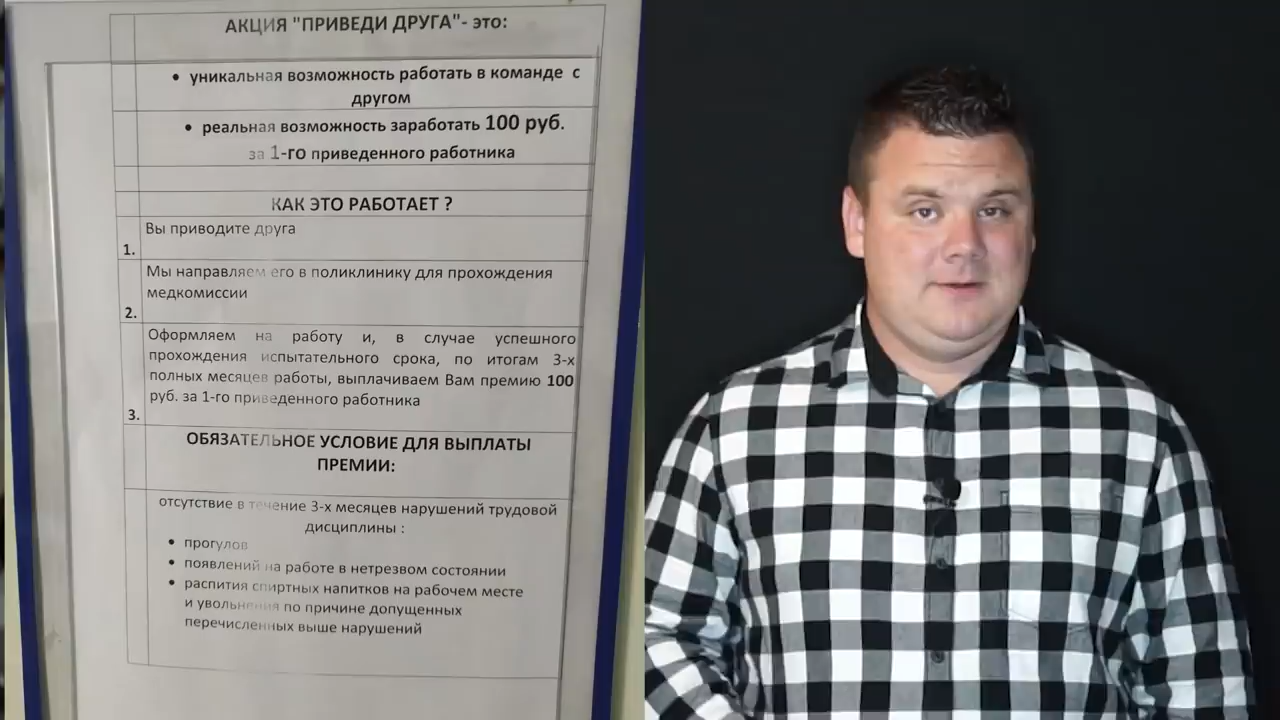 АКЦИЯ "ПРИВЕДИ ДРУГА"- это:
• уникальная возможность работать в команде с
другом
• реальная возможность заработать 100 руб.
за 1-го приведенного работника
КАК ЭТО РАБОТАЕТ ?
Вы приводите друга
1.
Мы направляем его в поликлинику для прохождения
медкомиссии
2.
Оформляем на работу и, в случае успешного
прохождения испытательного срока, по итогам 3-х
полных месяцев работы, выплачиваем Вам премию 100
руб. за 1-го приведенного работника
3.
ОБЯЗАТЕЛЬНОЕ УСЛОВИЕ ДЛЯ ВЫПЛАТЫ
ПРЕМИИ:
отсутствие в течение 3-х месяцев нарушений трудовой
дисциплины :
• прогулов
• появлений на работе в нетрезвом состоянии
• распития спиртных напитков на рабочем месте
и увольнения по причине допущенных
перечисленных выше нарушений